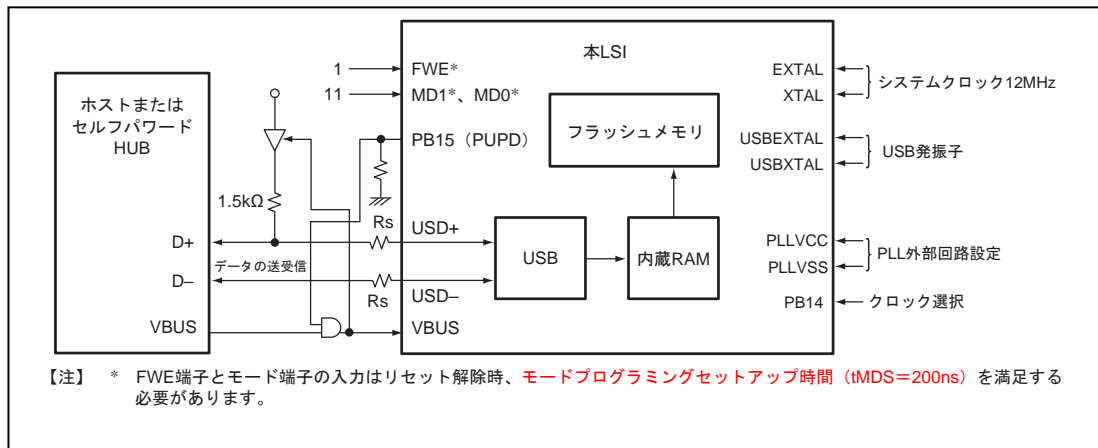 本LSI
ホストまたは
セルフパワード
HUB
1
FWE*
11
MD1*、MD0*
PB15（PUPD）
1.5kΩ
Rs
USD+
D+
データの送受信
D−
Rs
USD−
VBUS
VBUS
フラッシュメモリ
USB
内蔵RAM
EXTAL
XTAL
システムクロック12MHz
USBEXTAL
USBXTAL
USB発振子
PLLVCC
PLLVSS
PLL外部回路設定
PB14
クロック選択
【注】 * FWE端子とモード端子の入力はリセット解除時、モードプログラミングセットアップ時間（tMDS＝200ns）を満足する
必要があります。